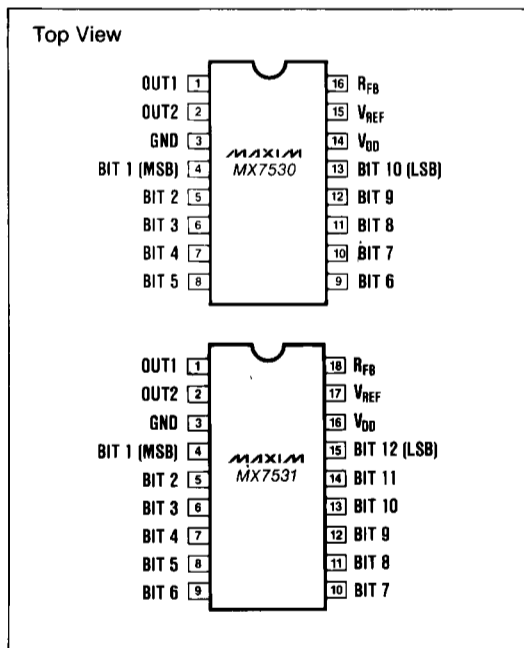 Top View
OUT1 1 16 RFB
OUT2 2 15 VREF
GND 3 14 VDD
MAXIM
BIT 1 (MSB) 4 13 BIT 10 (LSB)
MX7530
BIT 2 5 12 BIT 9
BIT 3 6 11 BIT 8
BIT 4 7 10 BIT 7
BIT 5 8 9 BIT 6
OUT1 1 18 RFB
OUT2 2 17 VREF
GND 3 16 VDD
BIT 1 (MSB) 4 15 BIT 12 (LSB)
MAXIM
MX7531
BIT 2 5 14 BIT 11
BIT 3 6 13 BIT 10
BIT 4 7 12 BIT 9
BIT 5 8 11 BIT 8
BIT 6 9 10 BIT 7